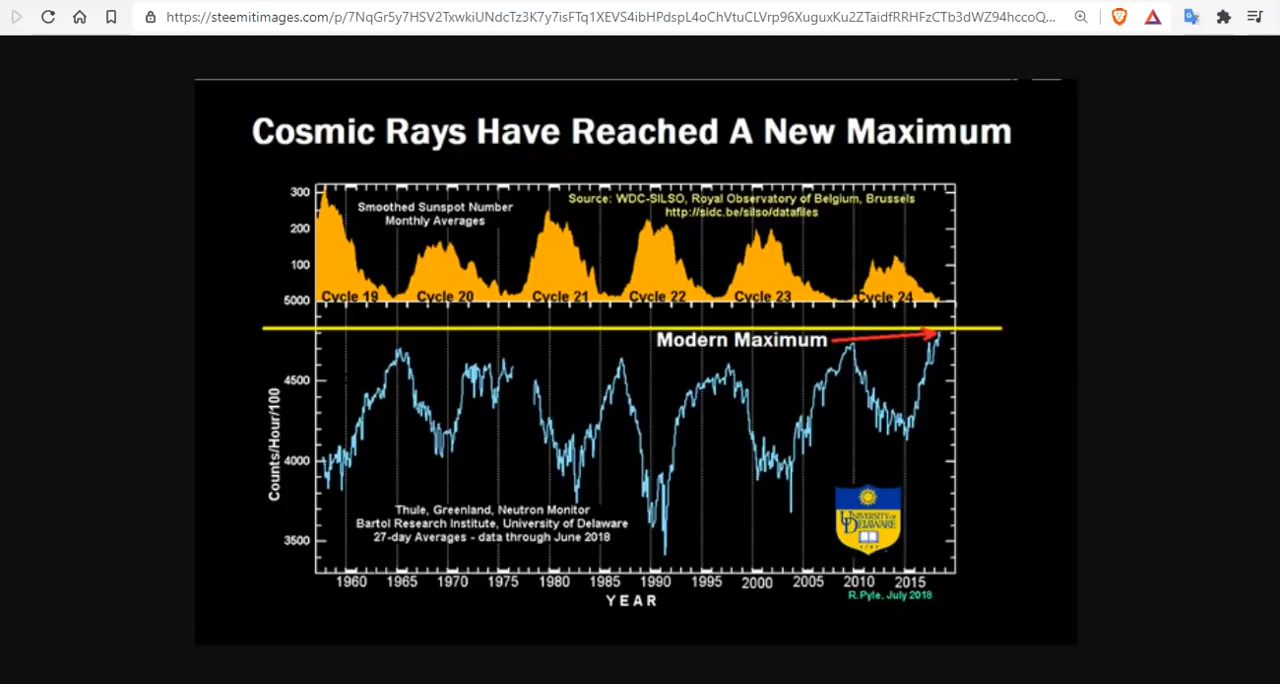 https://steemitimages.com/p/7NqGr5y7HSV2TxwkiUNdcTz3K7y7isFTq1XEVS4ibHPdspL4oChVtuCLVrp96XuguxKu2ZTaidfRRHFzCTb3dWZ94hccoQ...
Cosmic Rays Have Reached A New Maximum
300
200
100
Smoothed Sunspot Number
Monthly Averages
Source: WDC-SILSO, Royal Observatory of Belgium, Brussels
http://sidc.be/silso/datafiles
Cycle 19 Cycle 20 Cycle 21 Cycle 22 Cycle 23 Cycle 24
5000
Modern Maximum
4500
4000
3500
Counts/Hour/100
Thule, Greenland, Neutron Monitor
Bartol Research Institute, University of Delaware
27-day Averages - data through June 2018
UNIVERSITY OF
DELAWARE
1960 1965 1970 1975 1980 1985 1990 1995 2000 2005 2010 2015
YEAR
R.Pyle, July 2018